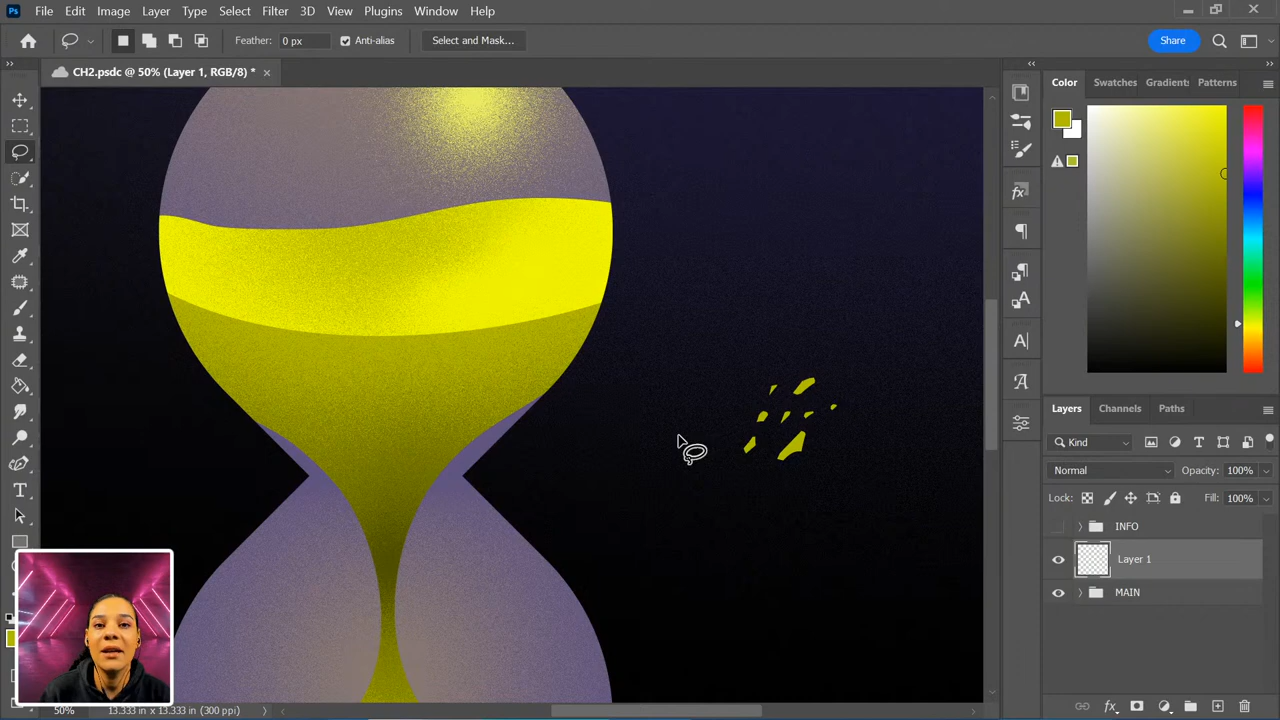 Ps File Edit Image Layer Type Select Filter 3D View Plugins Window Help
Feather: 0 px Anti-alias Select and Mask... Share
CH2.psdc @ 50% (Layer 1, RGB/8) *
Color Swatches Gradients Patterns
Layers Channels Paths
Kind
Normal Opacity: 100%
Lock: Fill: 100%
INFO
Layer 1
MAIN
50% 13.333 in x 13.333 in (300 ppi)
fx